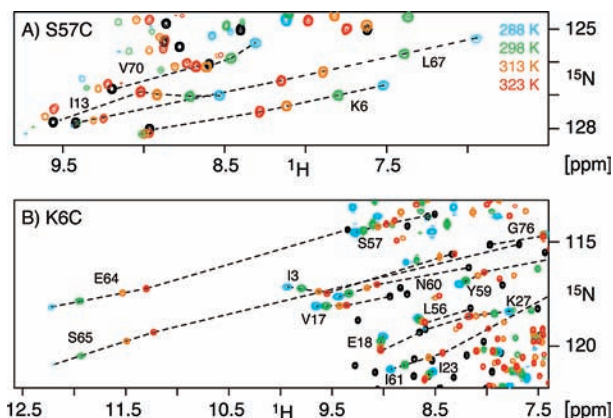 A) S57C
288 K
298 K
313 K
323 K
V70
L67
I13
K6
125
15N
128
9.5
8.5
1H
7.5
[ppm]
B) K6C
G76
S57
115
E64
I3
N60
Y59
15N
V17
L56
K27
S65
E18
I61
I23
120
12.5
11.5
10.5
1H
9.5
8.5
7.5
[ppm]